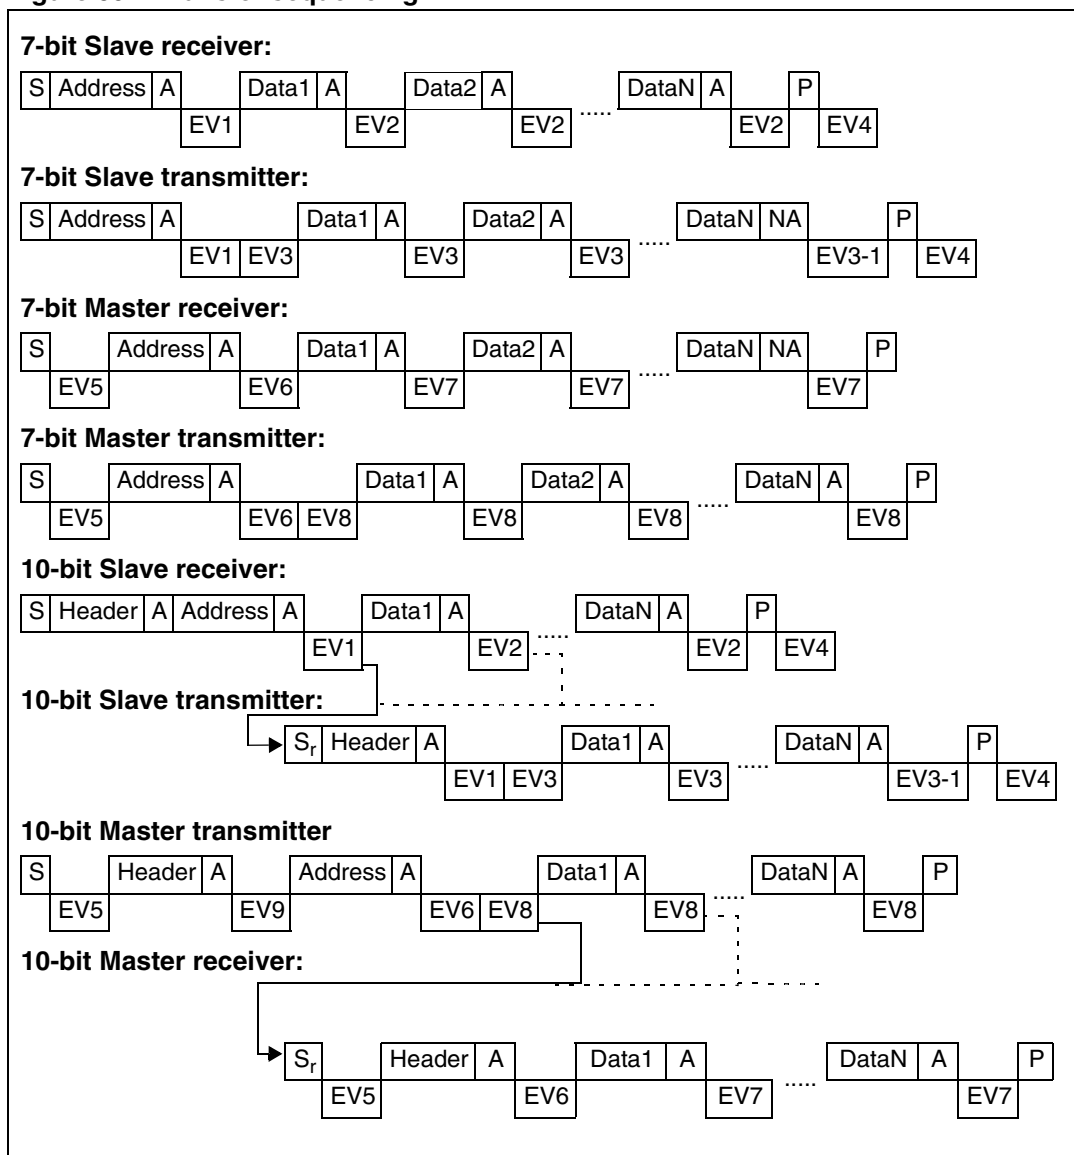 7-bit Slave receiver:
S Address A Data1 A Data2 A DataN A P
EV1 EV2 EV2 ..... EV2 EV4
7-bit Slave transmitter:
S Address A Data1 A Data2 A DataN NA P
EV1 EV3 EV3 EV3 ..... EV3-1 EV4
7-bit Master receiver:
S Address A Data1 A Data2 A DataN NA P
EV5 EV6 EV7 EV7 ..... EV7
7-bit Master transmitter:
S Address A Data1 A Data2 A DataN A P
EV5 EV6 EV8 EV8 EV8 ..... EV8
10-bit Slave receiver:
S Header A Address A Data1 A DataN A P
EV1 EV2 ..... EV2 EV4
10-bit Slave transmitter:
Sr Header A Data1 A DataN A P
EV1 EV3 EV3 ..... EV3-1 EV4
10-bit Master transmitter
S Header A Address A Data1 A DataN A P
EV5 EV9 EV6 EV8 EV8 ..... EV8
10-bit Master receiver:
Sr Header A Data1 A DataN A P
EV5 EV6 EV7 ..... EV7